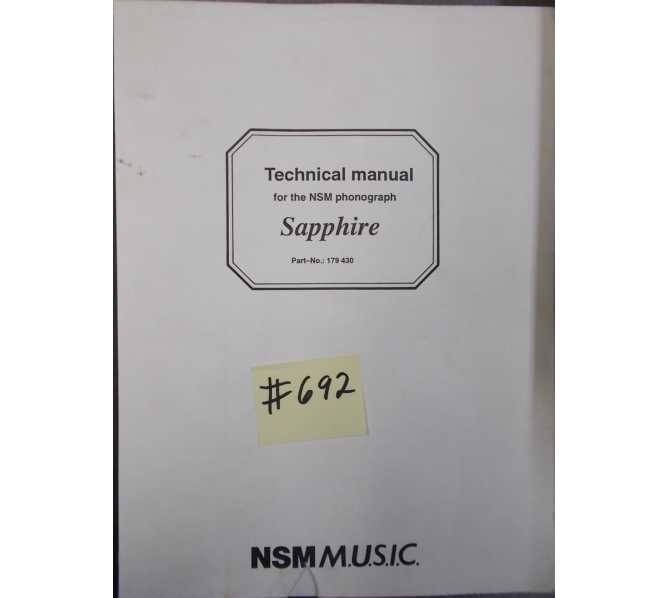 Technical manual
for the NSM phonograph
Sapphire
Part-No.: 179 430
#692
NSM M.U.S.I.C.